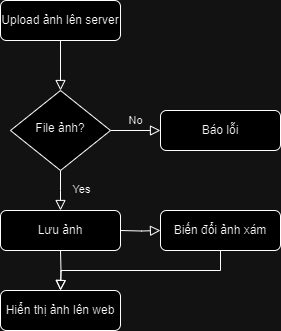 Upload ảnh lên server
File ảnh?
No
Báo lỗi
Yes
Lưu ảnh
Biến đổi ảnh xám
Hiển thị ảnh lên web